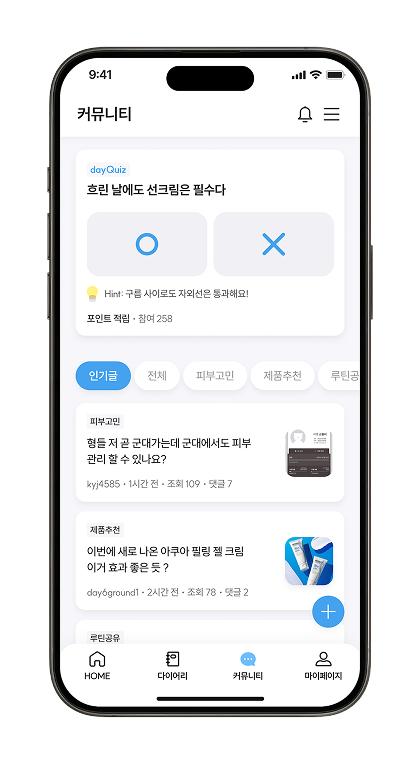 9:41
커뮤니티
dayQuiz
흐린 날에도 선크림은 필수다
Hint: 구름 사이로도 자외선은 통과해요!
포인트 적립 • 참여 258
인기글
전체
피부고민
제품추천
루틴공
피부고민
형들 저 곧 군대가는데 군대에서도 피부
관리 할 수 있나요?
kyj4585 • 1시간 전 • 조회 109 • 댓글 7
제품추천
이번에 새로 나온 아쿠아 필링 젤 크림
이거 효과 좋은 듯 ?
day6ground1 • 2시간 전 • 조회 78 • 댓글 2
루틴공유
HOME
다이어리
커뮤니티
마이페이지